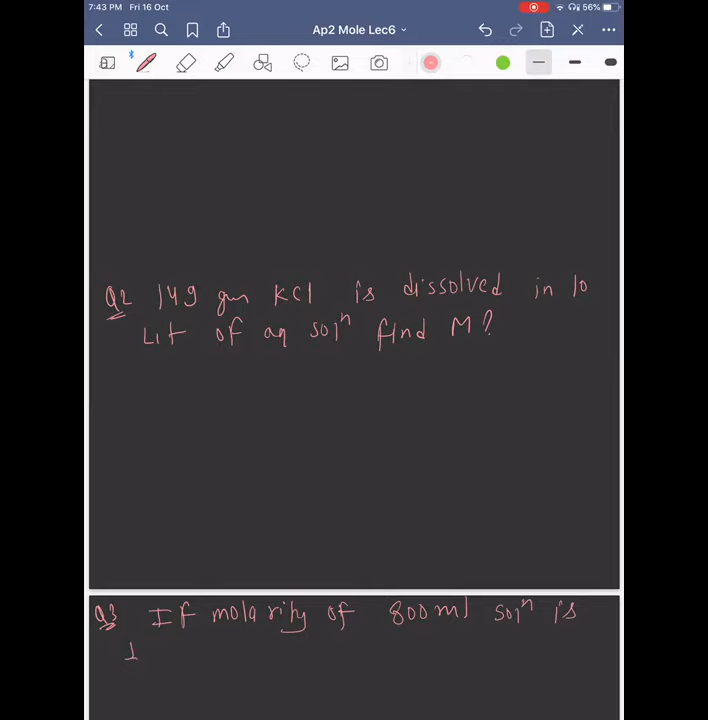 7:43 PM Fri 16 Oct 56%
Ap2 Mole Lec6
Q2 149 gm KCl is dissolved in 10
Lit of aq solⁿ find M?
Q3 If molarity of 800ml solⁿ is
1